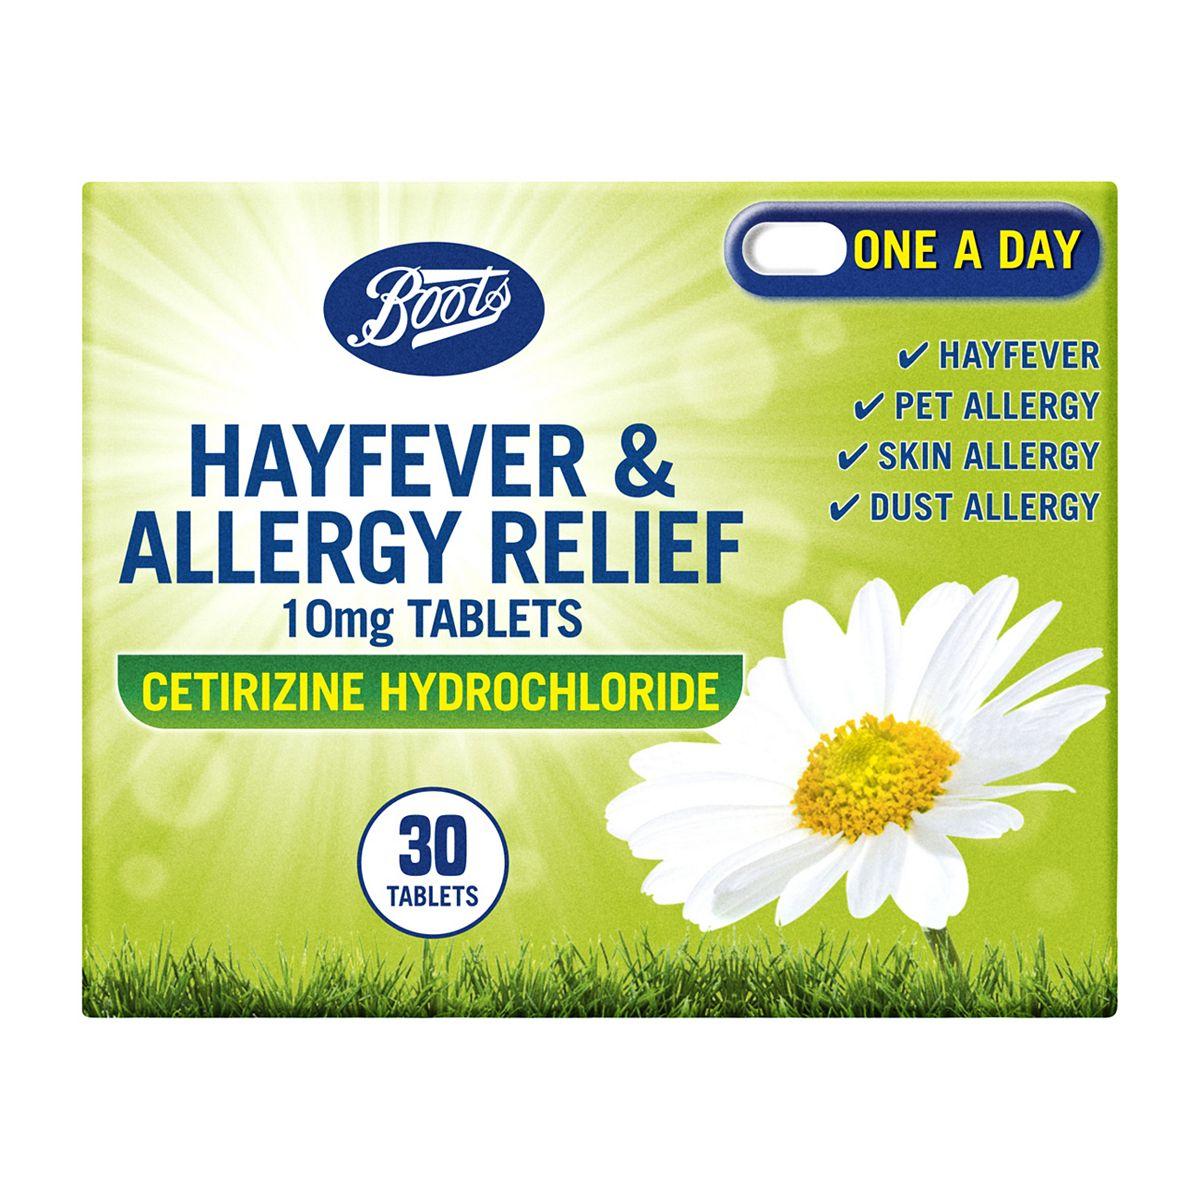 Boots
HAYFEVER &
ALLERGY RELIEF
10mg TABLETS
CETIRIZINE HYDROCHLORIDE
30
TABLETS
ONE A DAY
✔ HAYFEVER
✔ PET ALLERGY
✔ SKIN ALLERGY
✔ DUST ALLERGY